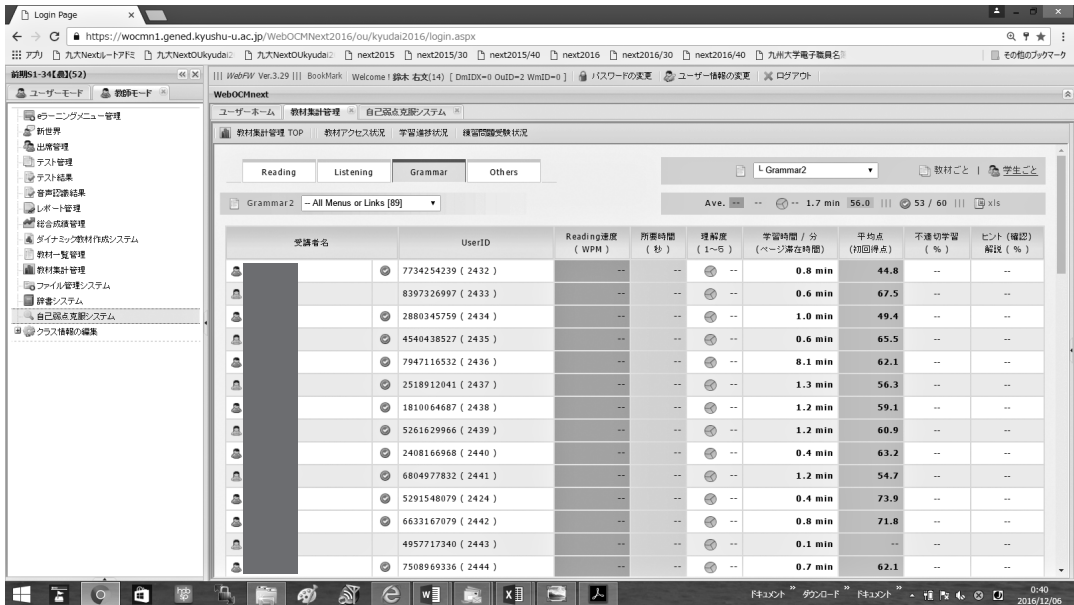 Login Page
https://wocmn1.gened.kyushu-u.ac.jp/WebOCMNext2016/ou/kyudai2016/login.aspx
アプリ 九大Nextルートアドミ 九大NextOUkyudai2 九大NextOUkyudai2 next2015 next2015/30 next2015/40 next2016 next2016/30 next2016/40 九州大学電子職員名 その他のブックマーク
||| WebFW Ver.3.29 ||| BookMark Welcome ! 鈴木 右文(14) [ DmIDX=0 OuID=2 WmID=0 ] パスワードの変更 ユーザー情報の変更 ログアウト
ユーザーモード 教師モード
WebOCMnext
ユーザーホーム 教材集計管理 自己弱点克服システム
教材集計管理 TOP 教材アクセス状況 学習進捗状況 練習問題受験状況
eラーニングメニュー管理
新世界
出席管理
テスト管理
テスト結果
音声認識結果
レポート管理
総合成績管理
ダイナミック教材作成システム
教材一覧管理
教材集計管理
ファイル管理システム
辞書システム
自己弱点克服システム
クラス情報の編集
Reading Listening Grammar Others
└ Grammar2 教材ごと | 学生ごと
Grammar2 -- All Menus or Links [89]
Ave. -- -- -- 1.7 min 56.0 ||| 53 / 60 ||| xls
受講者名 UserID Reading速度 ( WPM ) 所要時間 ( 秒 ) 理解度 ( 1～5 ) 学習時間 / 分 (ページ滞在時間) 平均点 (初回得点) 不適切学習 ( % ) ヒント (確認) 解説 ( % )
7734254239 ( 2432 ) -- -- -- 0.8 min 44.8 -- --
8397326997 ( 2433 ) -- -- -- 0.6 min 67.5 -- --
2880345759 ( 2434 ) -- -- -- 1.0 min 49.4 -- --
4540438527 ( 2435 ) -- -- -- 0.6 min 65.5 -- --
7947116532 ( 2436 ) -- -- -- 8.1 min 62.1 -- --
2518912041 ( 2437 ) -- -- -- 1.3 min 56.3 -- --
1810064687 ( 2438 ) -- -- -- 1.2 min 59.1 -- --
5261629966 ( 2439 ) -- -- -- 1.2 min 60.9 -- --
2408166968 ( 2440 ) -- -- -- 0.4 min 63.2 -- --
6804977832 ( 2441 ) -- -- -- 1.2 min 54.7 -- --
5291548079 ( 2424 ) -- -- -- 0.4 min 73.9 -- --
6633167079 ( 2442 ) -- -- -- 0.8 min 71.8 -- --
4957717340 ( 2443 ) -- -- -- 0.1 min -- -- --
7508969336 ( 2444 ) -- -- -- 0.7 min 62.1 -- --
ドキュメント ダウンロード ドキュメント 0:40
2016/12/06